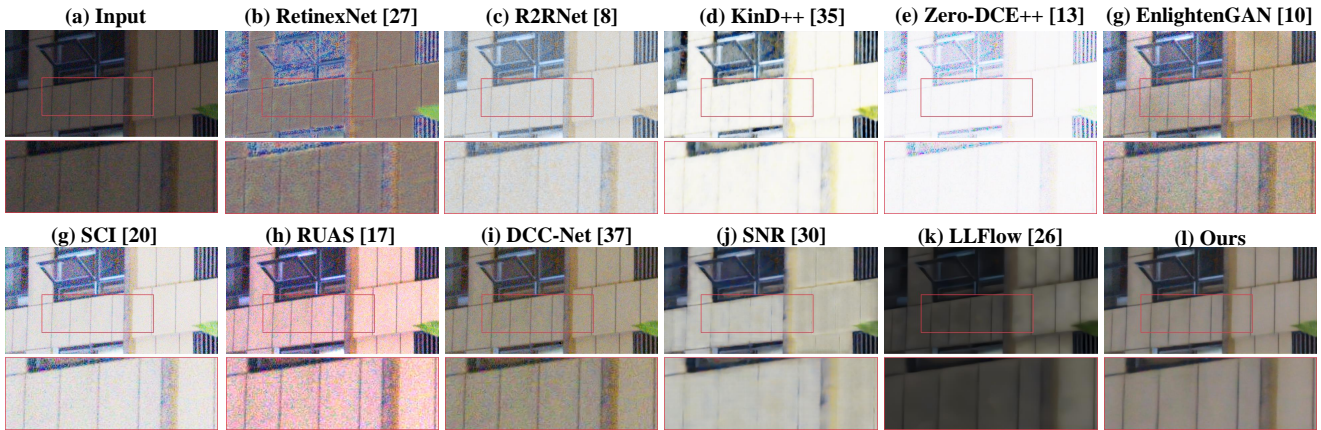 (a) Input (b) RetinexNet [27] (c) R2RNet [8] (d) KinD++ [35] (e) Zero-DCE++ [13] (g) EnlightenGAN [10]
(g) SCI [20] (h) RUAS [17] (i) DCC-Net [37] (j) SNR [30] (k) LLFlow [26] (l) Ours